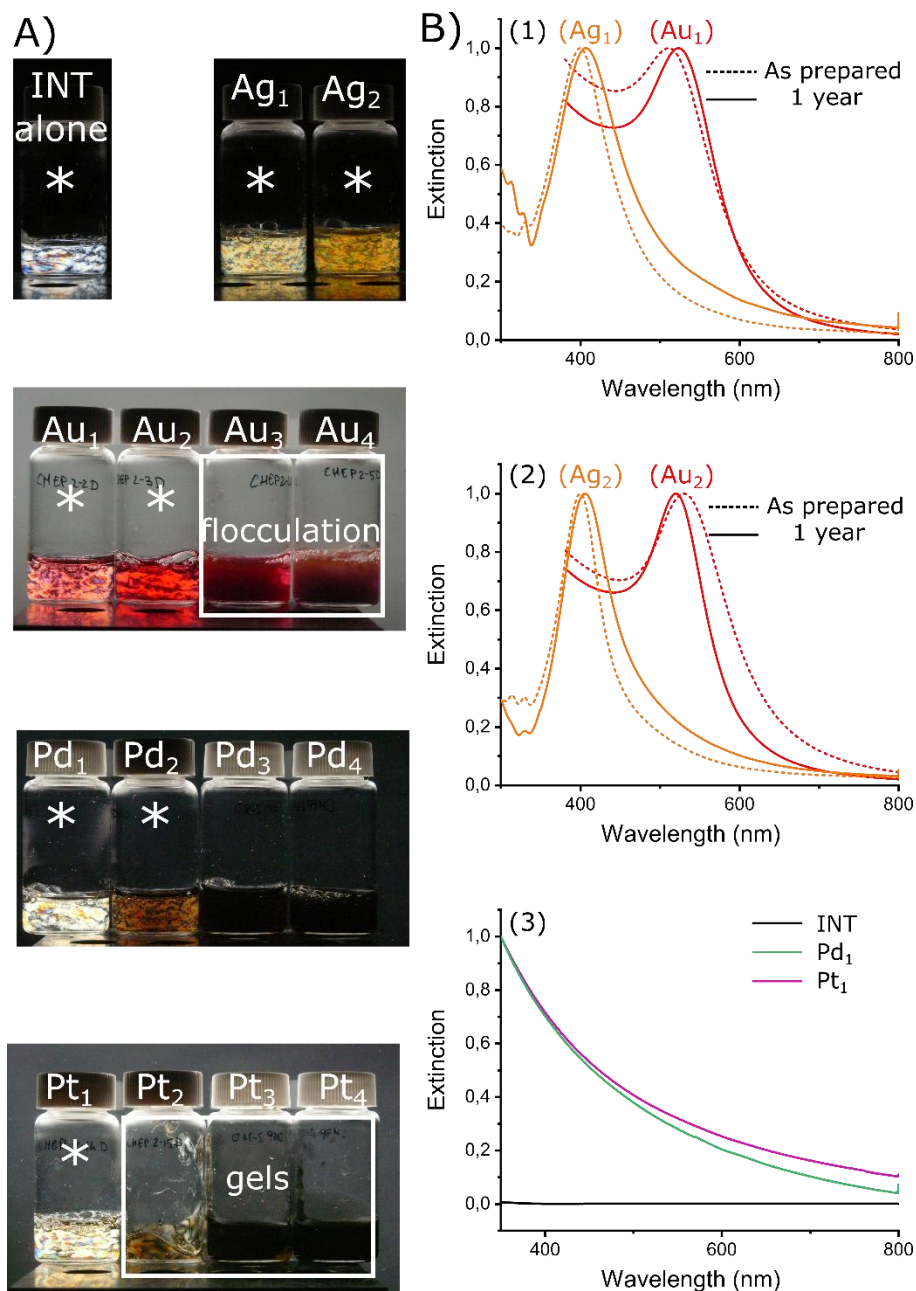 A)
INT
alone
*
Ag₁
Ag₂
*
*
Au₁
Au₂
Au₃
Au₄
*
*
CHEP2-2D
flocculation
Pd₁
Pd₂
Pd₃
Pd₄
*
*
Pt₁
Pt₂
Pt₃
Pt₄
*
gels
B)
(1)
(Ag₁)
(Au₁)
As prepared
1 year
1,0
0,8
0,6
0,4
0,2
0,0
Extinction
400
600
800
Wavelength (nm)
(2)
(Ag₂)
(Au₂)
As prepared
1 year
1,0
0,8
0,6
0,4
0,2
0,0
Extinction
400
600
800
Wavelength (nm)
(3)
INT
Pd₁
Pt₁
1,0
0,8
0,6
0,4
0,2
0,0
Extinction
400
600
800
Wavelength (nm)